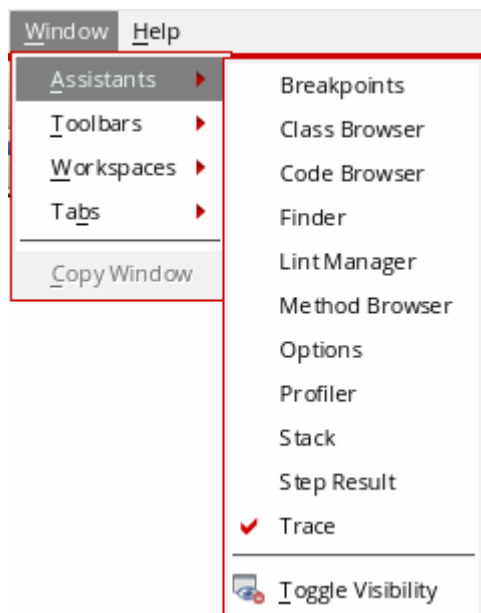 Window Help
Assistants
Toolbars
Workspaces
Tabs
Copy Window
Breakpoints
Class Browser
Code Browser
Finder
Lint Manager
Method Browser
Options
Profiler
Stack
Step Result
Trace
Toggle Visibility